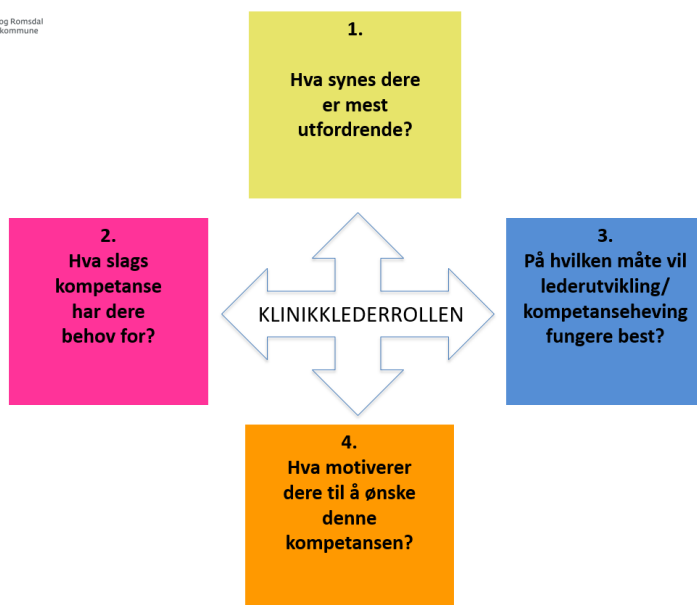 og Romsdal
kommune
1.
Hva synes dere
er mest
utfordrende?
2.
Hva slags
kompetanse
har dere
behov for?
KLINIKKLEDERROLLEN
3.
På hvilken måte vil
lederutvikling/
kompetanseheving
fungere best?
4.
Hva motiverer
dere til å ønske
denne
kompetansen?